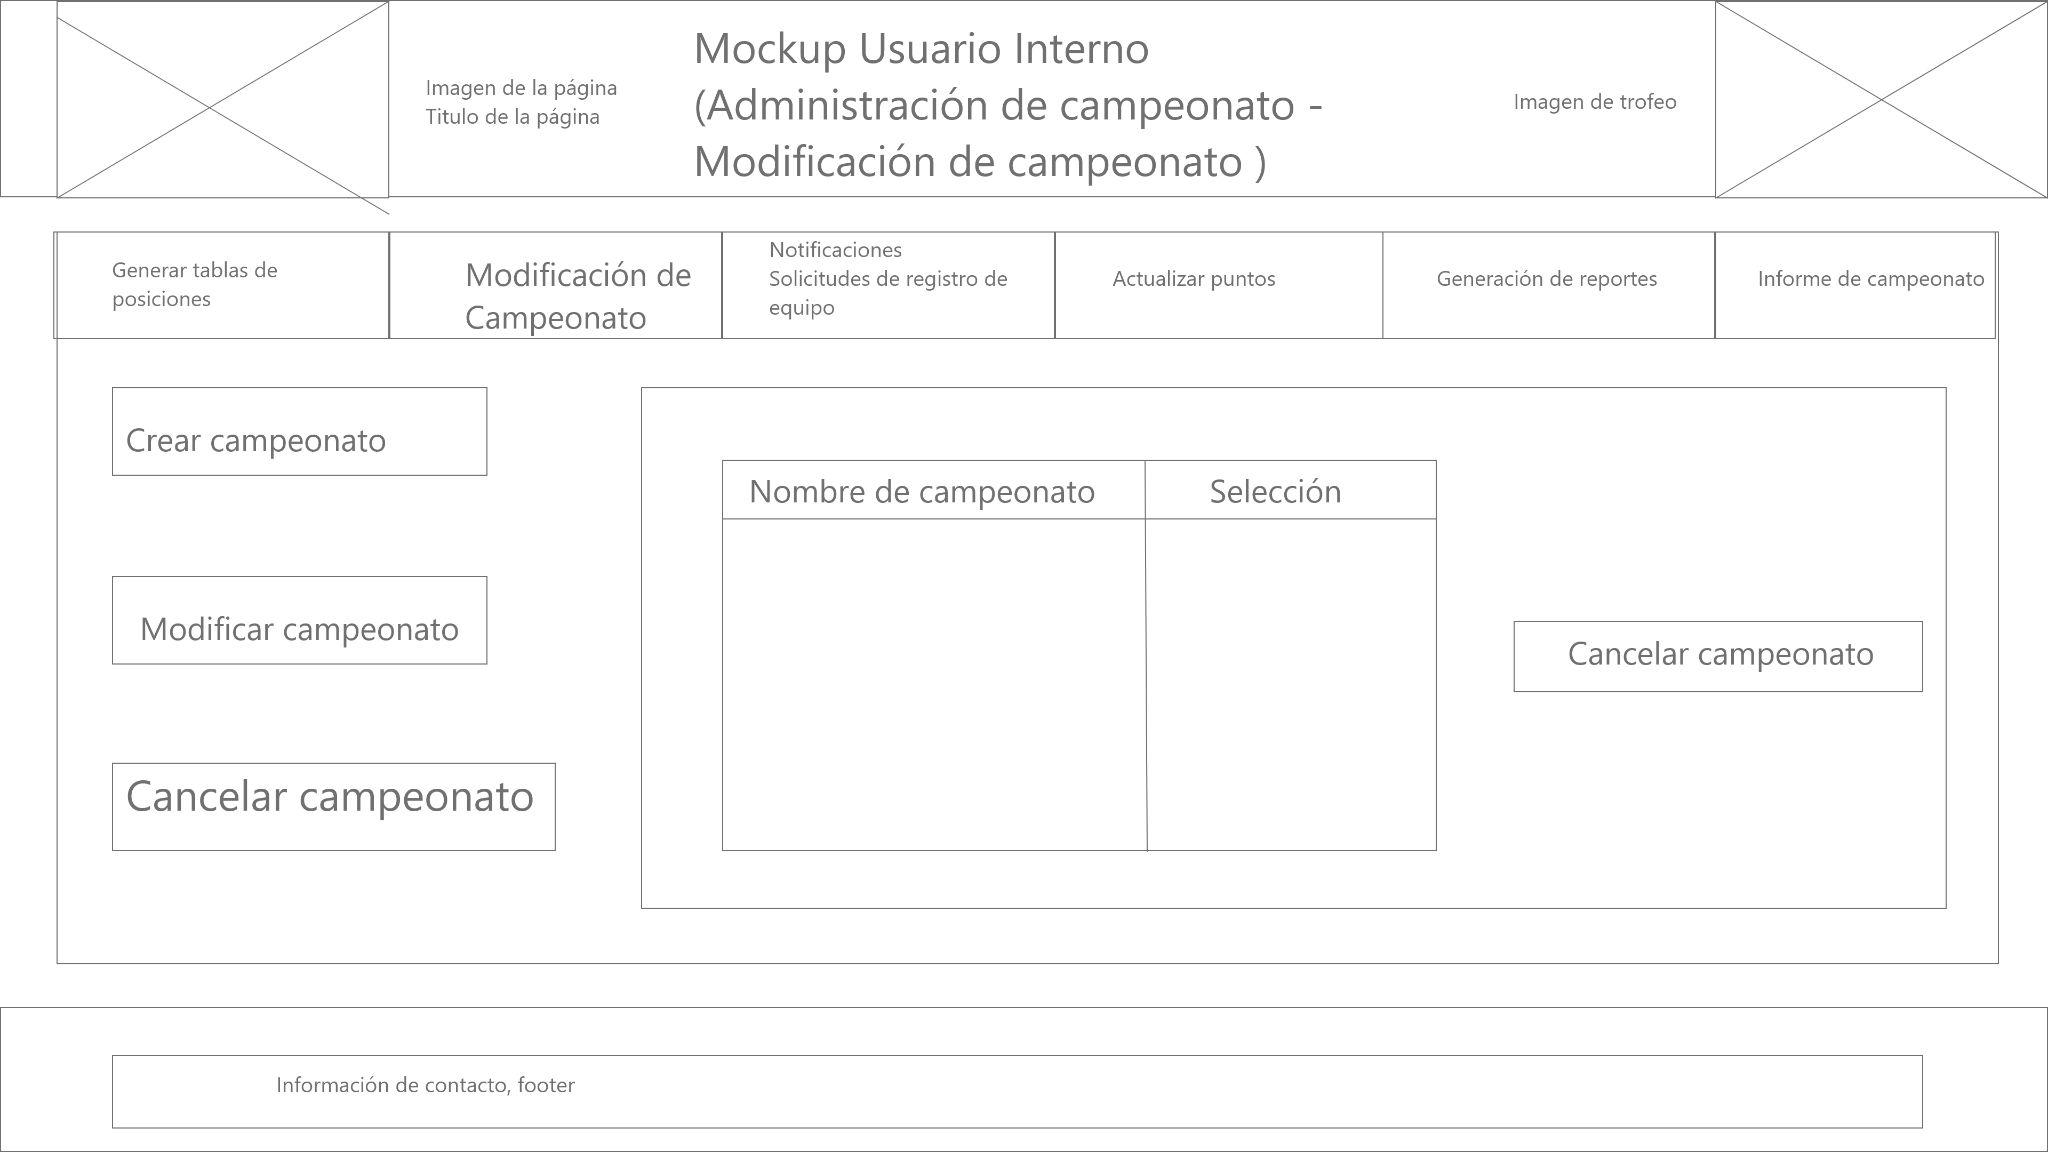 Imagen de la página
Titulo de la página
Mockup Usuario Interno
(Administración de campeonato -
Modificación de campeonato )
Imagen de trofeo
Generar tablas de
posiciones
Modificación de
Campeonato
Notificaciones
Solicitudes de registro de
equipo
Actualizar puntos
Generación de reportes
Informe de campeonato
Crear campeonato
Modificar campeonato
Cancelar campeonato
Nombre de campeonato
Selección
Cancelar campeonato
Información de contacto, footer